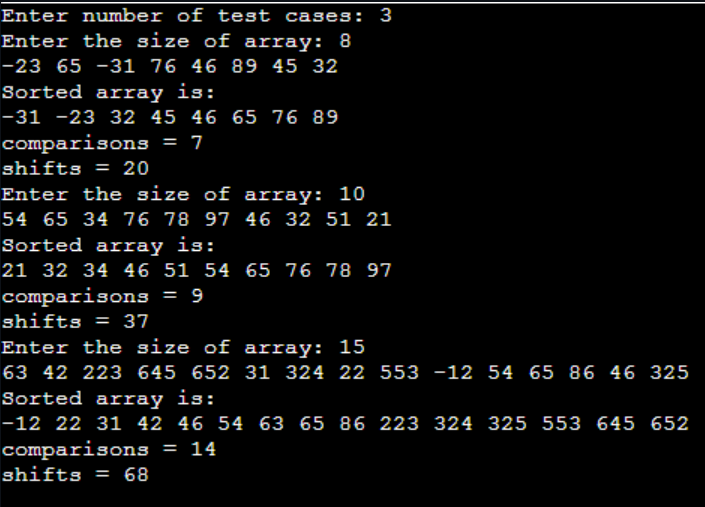 Enter number of test cases: 3
Enter the size of array: 8
-23 65 -31 76 46 89 45 32
Sorted array is:
-31 -23 32 45 46 65 76 89
comparisons = 7
shifts = 20
Enter the size of array: 10
54 65 34 76 78 97 46 32 51 21
Sorted array is:
21 32 34 46 51 54 65 76 78 97
comparisons = 9
shifts = 37
Enter the size of array: 15
63 42 223 645 652 31 324 22 553 -12 54 65 86 46 325
Sorted array is:
-12 22 31 42 46 54 63 65 86 223 324 325 553 645 652
comparisons = 14
shifts = 68